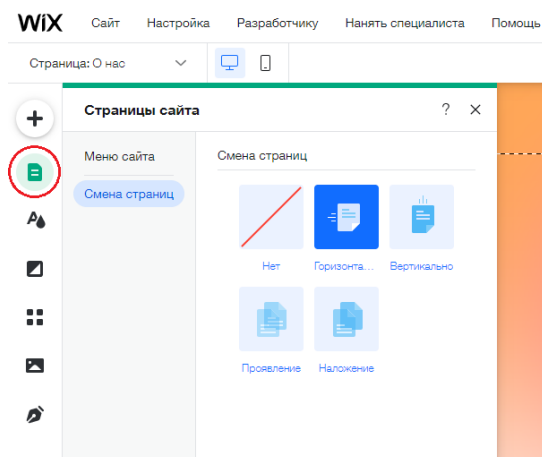 WiX Сайт Настройка Разработчику Нанять специалиста Помощь
Страница: О нас
Страницы сайта ? ×
Меню сайта
Смена страниц
Смена страниц
Нет Горизонта... Вертикально
Проявление Наложение